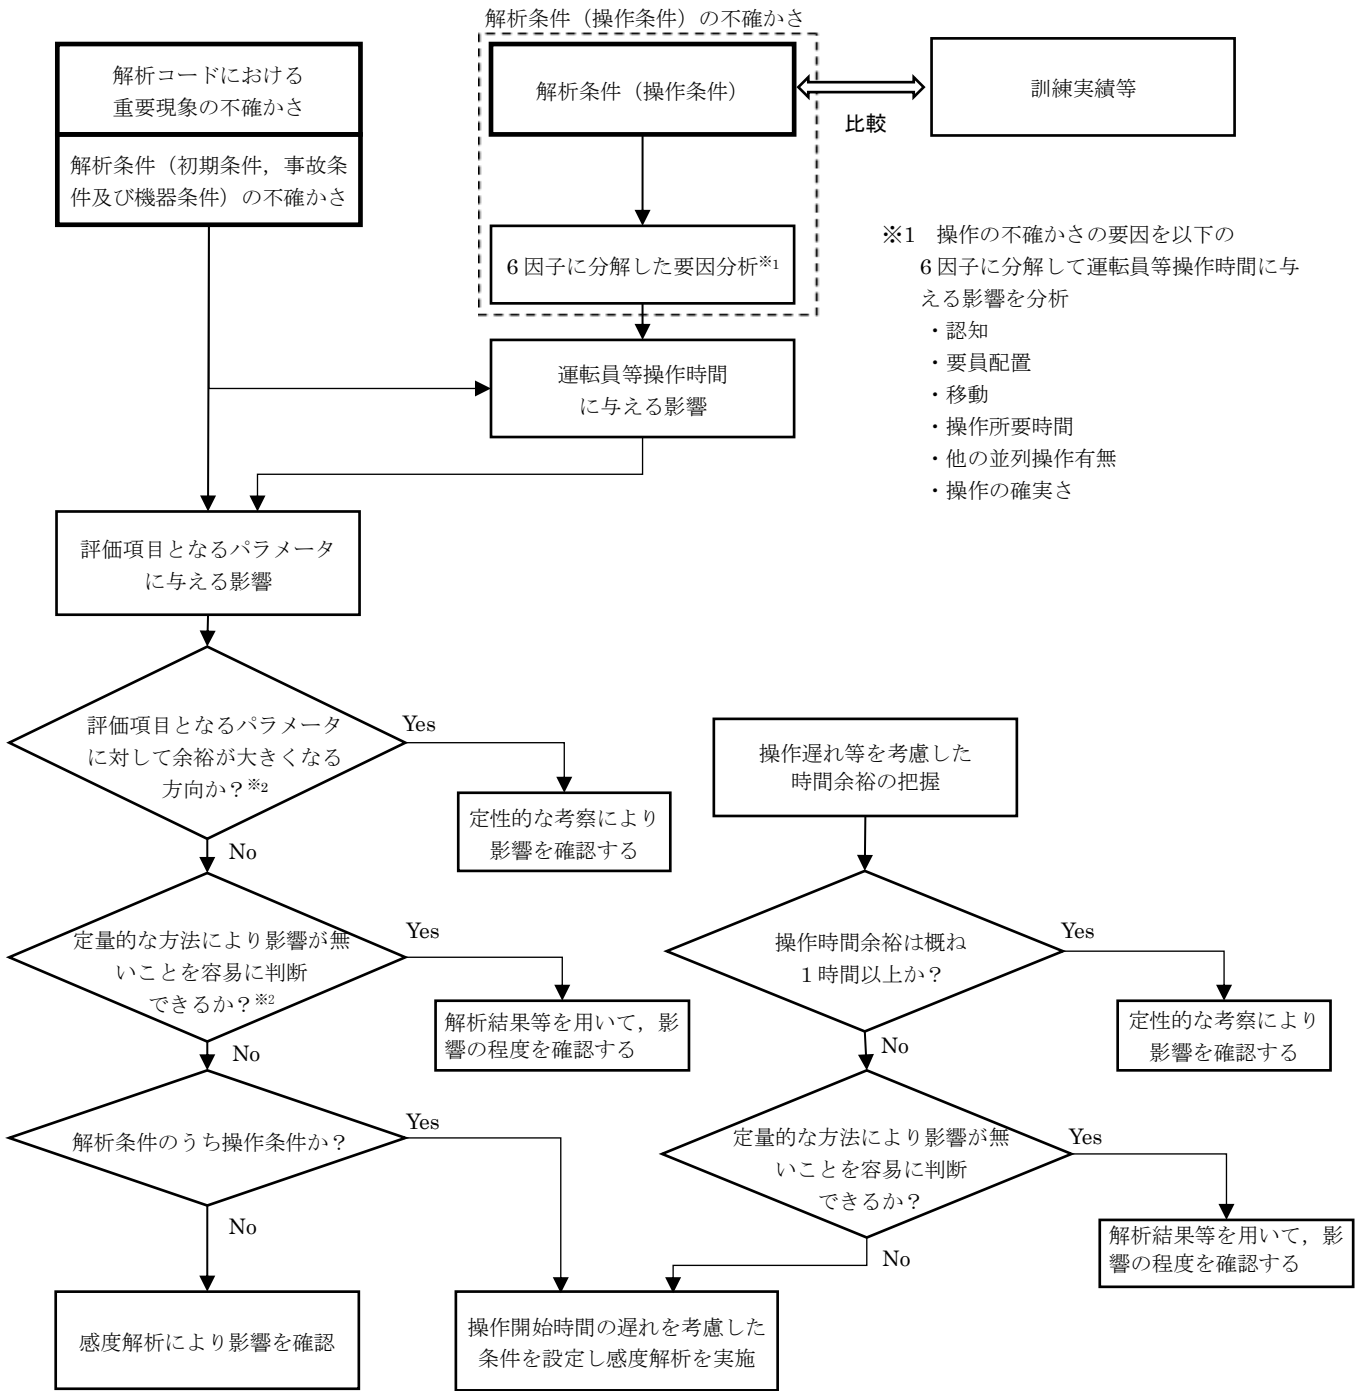 解析条件（操作条件）の不確かさ
解析コードにおける
重要現象の不確かさ
解析条件（初期条件，事故条
件及び機器条件）の不確かさ
解析条件（操作条件）
比較
訓練実績等
6因子に分解した要因分析※1
※1　操作の不確かさの要因を以下の
6因子に分解して運転員等操作時間に与
える影響を分析
・認知
・要員配置
・移動
・操作所要時間
・他の並列操作有無
・操作の確実さ
運転員等操作時間
に与える影響
評価項目となるパラメータ
に与える影響
評価項目となるパラメータ
に対して余裕が大きくなる
方向か？※2
Yes
定性的な考察により
影響を確認する
No
定量的な方法により影響が無
いことを容易に判断
できるか？※2
Yes
解析結果等を用いて，影
響の程度を確認する
No
解析条件のうち操作条件か？
Yes
No
感度解析により影響を確認
操作遅れ等を考慮した
時間余裕の把握
操作時間余裕は概ね
１時間以上か？
Yes
定性的な考察により
影響を確認する
No
定量的な方法により影響が無
いことを容易に判断
できるか？
Yes
解析結果等を用いて，影
響の程度を確認する
No
操作開始時間の遅れを考慮した
条件を設定し感度解析を実施